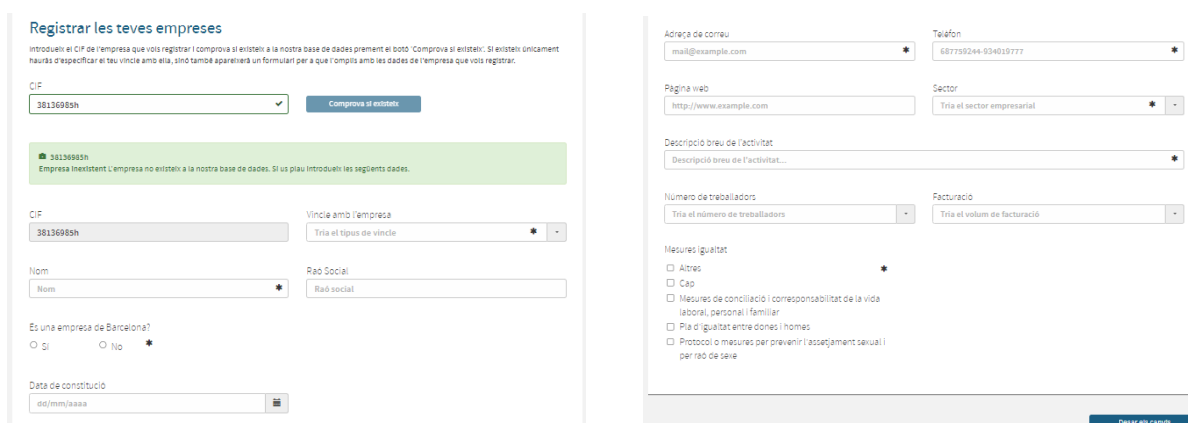 Registrar les teves empreses
Introdueix el CIF de l'empresa que vols registrar i comprova si existeix a la nostra base de dades prement el botó 'Comprova si existeix'. Si existeix únicament
hauràs d'especificar el teu vincle amb ella, sinó també apareixerà un formulari per a que l'omplis amb les dades de l'empresa que vols registrar.
CIF
38136985h
Comprova si existeix
38136985h
Empresa Inexistent L'empresa no existeix a la nostra base de dades. Si us plau introdueix les següents dades.
CIF
Vincle amb l'empresa
38136985h
Tria el tipus de vincle
Nom
Raó Social
Nom
Raó social
Es una empresa de Barcelona?
Sí
No
Data de constitució
dd/mm/aaaa
Adreça de correu
Telèfon
mail@example.com
687759244-934019777
Pàgina web
Sector
http://www.example.com
Tria el sector empresarial
Descripció breu de l'activitat
Descripció breu de l'activitat...
Número de treballadors
Facturació
Tria el número de treballadors
Tria el volum de facturació
Mesures igualtat
Altres
Cap
Mesures de conciliació i corresponsabilitat de la vida
laboral, personal i familiar
Pla d'igualtat entre dones i homes
Protocol o mesures per prevenir l'assetjament sexual i
per raó de sexe
Desar els canvis